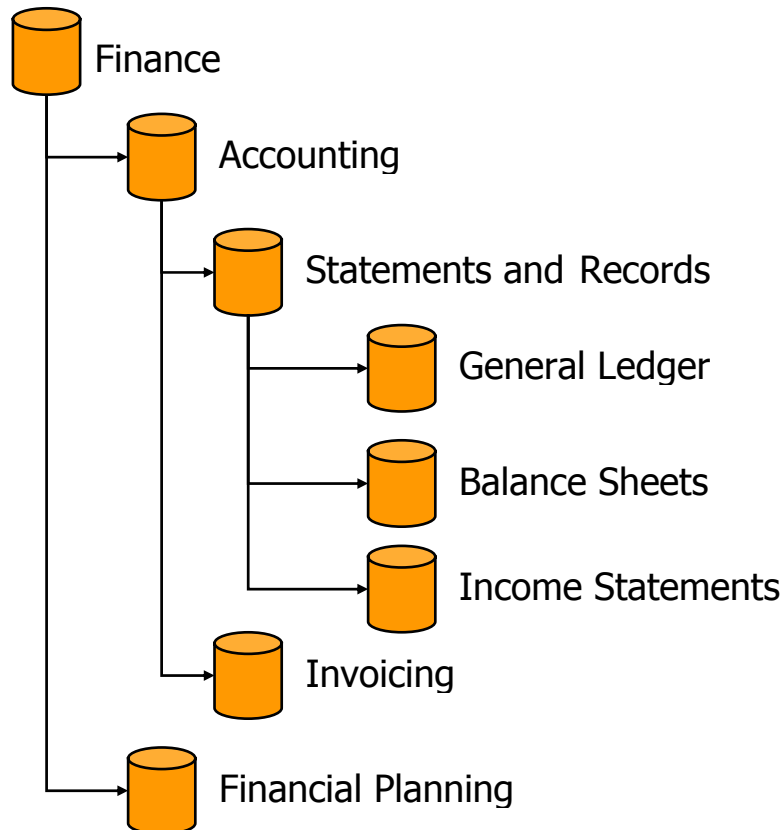 Finance
Accounting
Statements and Records
General Ledger
Balance Sheets
Income Statements
Invoicing
Financial Planning